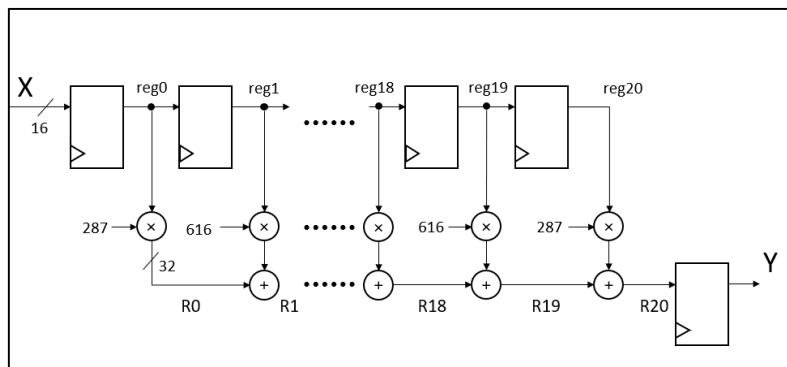 X
16
reg0
reg1
reg18
reg19
reg20
......
287
×
616
×
......
×
616
×
287
×
32
+
......
+
+
+
R0
R1
R18
R19
R20
Y